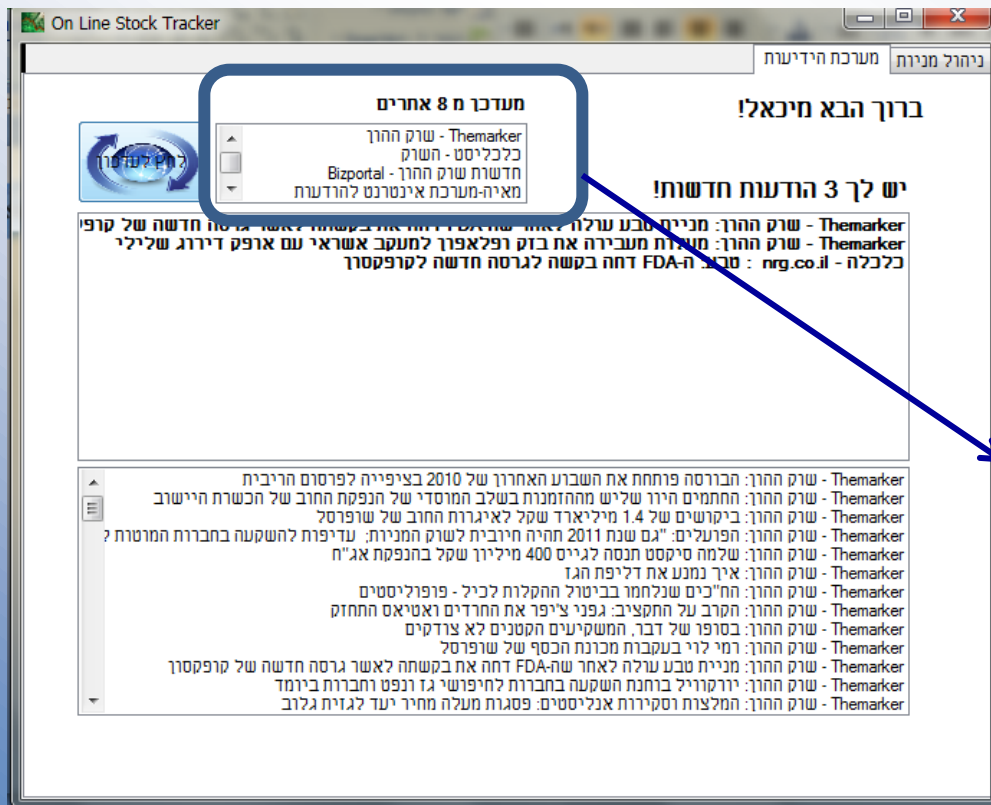 On Line Stock Tracker
ניהול מניות
מערכת הידיעות
ברוך הבא מיכאל!
מעדכן מ 8 אתרים
Themarker - שוק ההון
כלכליסט - השוק
חדשות שוק ההון - Bizportal
מאיה-מערכת אינטרנט להודעות
לחץ לעדכון
יש לך 3 הודעות חדשות!
Themarker - שוק ההון: מניית טבע עולה לאחר שה-FDA דחה את בקשתה לאשר גרסה חדשה של קופי
Themarker - שוק ההון: מעלות מעבירה את בזק ופלאפון למעקב אשראי עם אופק דירוג שלילי
כלכלה - nrg.co.il : טבע: ה-FDA דחה בקשה לגרסה חדשה לקופקסון
Themarker - שוק ההון: הבורסה פותחת את השבוע האחרון של 2010 בציפייה לפרסום הריבית
Themarker - שוק ההון: החתמים היוו שליש מההזמנות בשלב המוסדי של הנפקת החוב של הכשרת היישוב
Themarker - שוק ההון: ביקושים של 1.4 מיליארד שקל לאיגרות החוב של שופרסל
Themarker - שוק ההון: הפועלים: "גם שנת 2011 תהיה חיובית לשוק המניות; עדיפות להשקעה בחברות המוטות ל
Themarker - שוק ההון: שלמה סיקסט תנסה לגייס 400 מיליון שקל בהנפקת אג"ח
Themarker - שוק ההון: איך נמנע את דליפת הגז
Themarker - שוק ההון: הח"כים שנלחמו בביטול ההקלות לכיל - פופוליסטים
Themarker - שוק ההון: הקרב על התקציב: גפני צ'יפר את החרדים ואטיאס התחזק
Themarker - שוק ההון: בסופו של דבר, המשקיעים הקטנים לא צודקים
Themarker - שוק ההון: רמי לוי בעקבות מכונת הכסף של שופרסל
Themarker - שוק ההון: מניית טבע עולה לאחר שה-FDA דחה את בקשתה לאשר גרסה חדשה של קופקסון
Themarker - שוק ההון: יורקוויל בוחנת השקעה בחברות לחיפושי גז ונפט וחברות ביומד
Themarker - שוק ההון: המלצות וסקירות אנליסטים: פסגות מעלה מחיר יעד לגזית גלוב